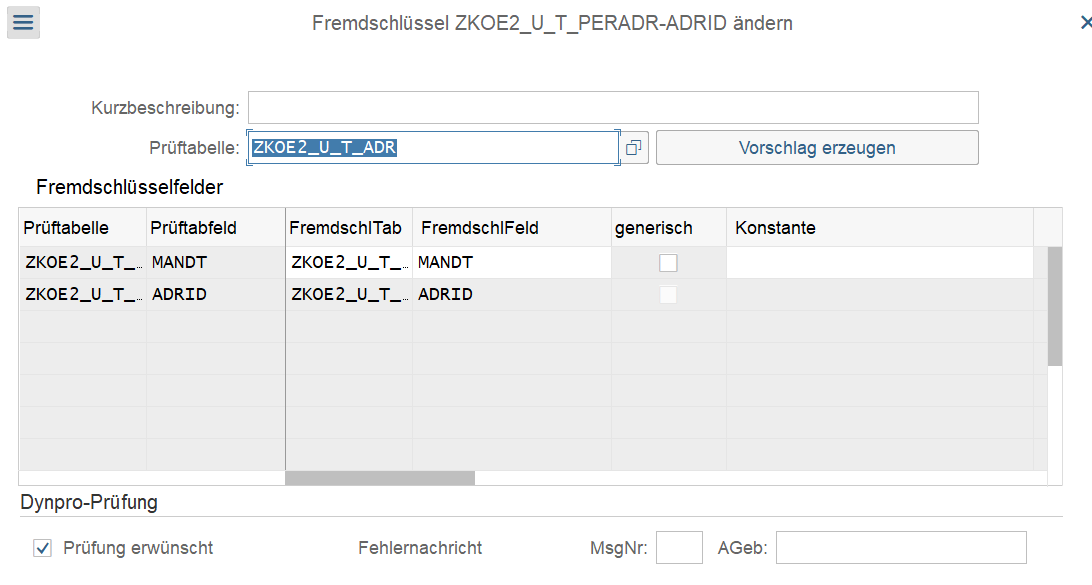 Fremdschlüssel ZKOE2_U_T_PERADR-ADRID ändern
Kurzbeschreibung:
Prüftabelle: ZKOE2_U_T_ADR Vorschlag erzeugen
Fremdschlüsselfelder
Prüftabelle Prüftabfeld FremdschlTab FremdschlFeld generisch Konstante
ZKOE2_U_T_… MANDT ZKOE2_U_T_… MANDT
ZKOE2_U_T_… ADRID ZKOE2_U_T_… ADRID
Dynpro-Prüfung
Prüfung erwünscht Fehlernachricht MsgNr: AGeb: